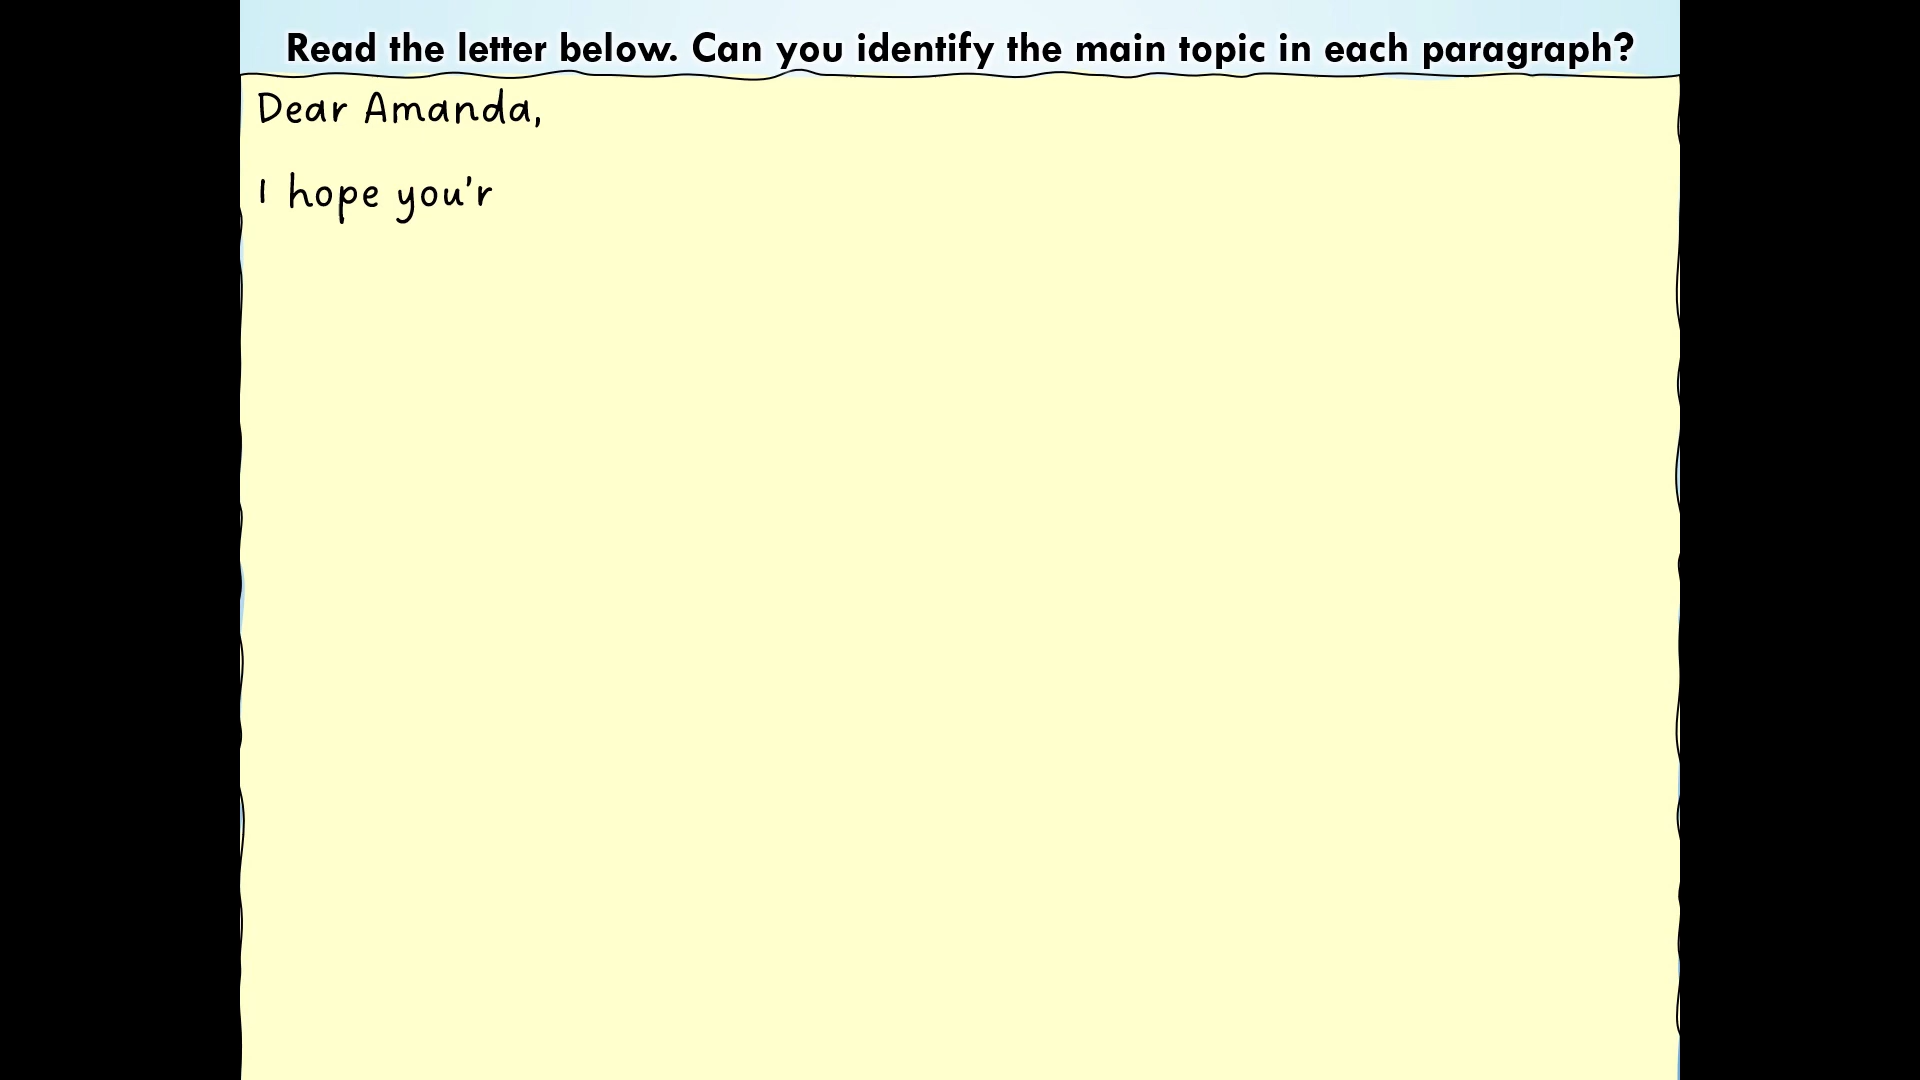 Read the letter below. Can you identify the main topic in each paragraph?
Dear Amanda,
I hope you'r